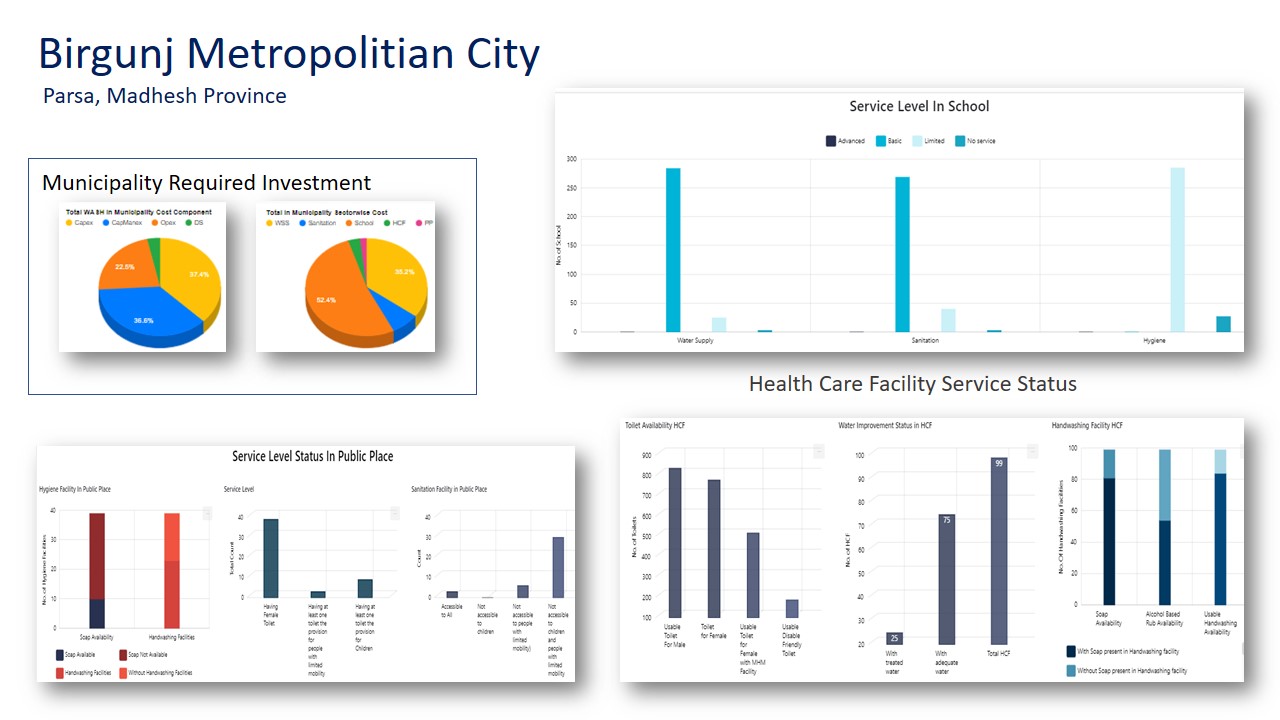 Birgunj Metropolitian City
Parsa, Madhesh Province
Municipality Required Investment
Total WASH in Municipality Cost Component
Capex CapManex Opex DS
22.5%
37.4%
36.8%
Total in Municipality Sectorwise Cost
WSS Sanitation School HCF PP
35.2%
52.4%
Service Level In School
Advanced Basic Limited No service
No. of School
300
250
200
150
100
50
0
Water Supply
Sanitation
Hygiene
Health Care Facility Service Status
Toilet Availability HCF
No. of Toilets
900
800
700
600
500
400
300
200
100
Usable
Toilet
For Male
Toilet
for Female
Usable
Toilet
for
Female
with MHM
Facility
Usable
Disable
Friendly
Toilet
Water Improvement Status in HCF
No. of HCF
100
90
80
70
60
50
40
30
20
25
75
99
With
treated
water
With
adequate
water
Total HCF
Handwashing Facility HCF
No. Of Handwashing Facilities
100
80
60
40
20
0
Soap
Availability
Alcohol Based
Rub Availability
Usable
Handwashing
Availability
With Soap present in Handwashing facility
Without Soap present in Handwashing facility
Service Level Status In Public Place
Hygiene Facility In Public Place
No. of Hygiene Facilities
40
30
20
10
0
Soap Availability
Handwashing Facilities
Soap Available Soap Not Available
Handwashing Facilities Without Handwashing Facilities
Service Level
Total Count
40
30
20
10
0
Having
Female
Toilet
Having at
least one
toilet the
provision
for
people
with
limited
mobility
Having at
least one
toilet the
provision
for
Children
Sanitation Facility in Public Place
Count
40
30
20
10
0
Accessible
to All
Not
accessible
to
children
Not
accessible
to people
with
limited
mobility)
Not
accessible
to
children
and
people
with
limited
mobility